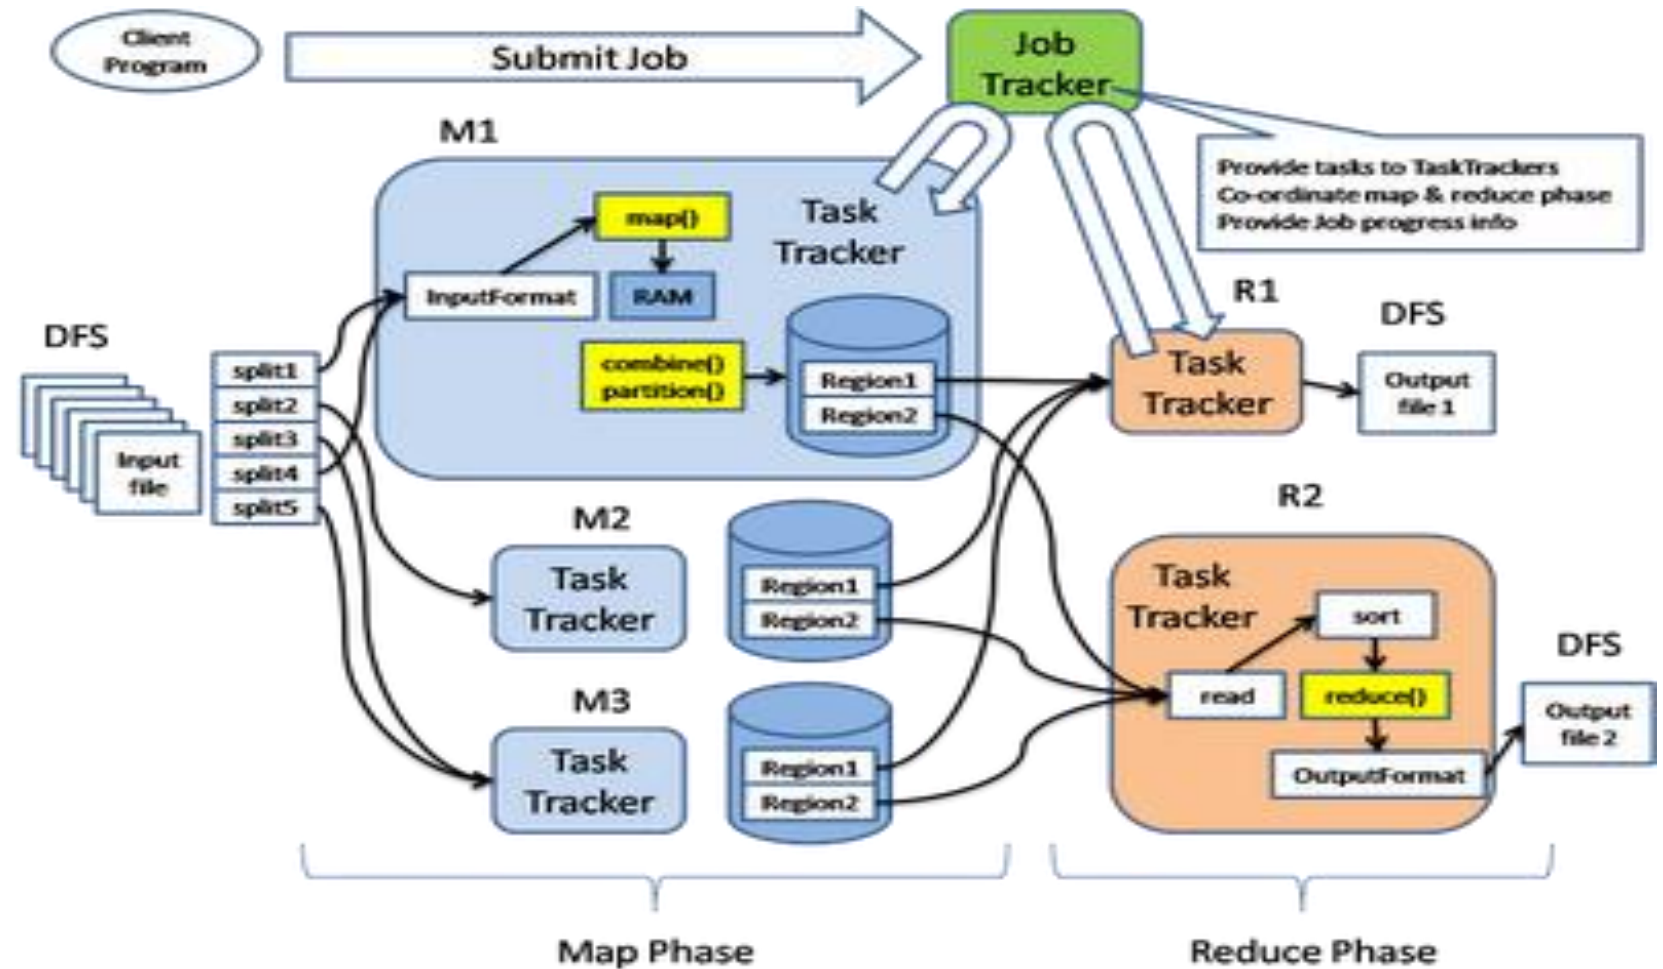 Client
Program
Submit Job
Job
Tracker
Provide tasks to TaskTrackers
Co-ordinate map & reduce phase
Provide Job progress info
M1
Task
Tracker
map()
InputFormat
RAM
combine()
partition()
Region1
Region2
DFS
Input
file
split1
split2
split3
split4
split5
M2
Task
Tracker
Region1
Region2
M3
Task
Tracker
Region1
Region2
R1
Task
Tracker
DFS
Output
file 1
R2
Task
Tracker
sort
read
reduce()
OutputFormat
DFS
Output
file 2
Map Phase
Reduce Phase